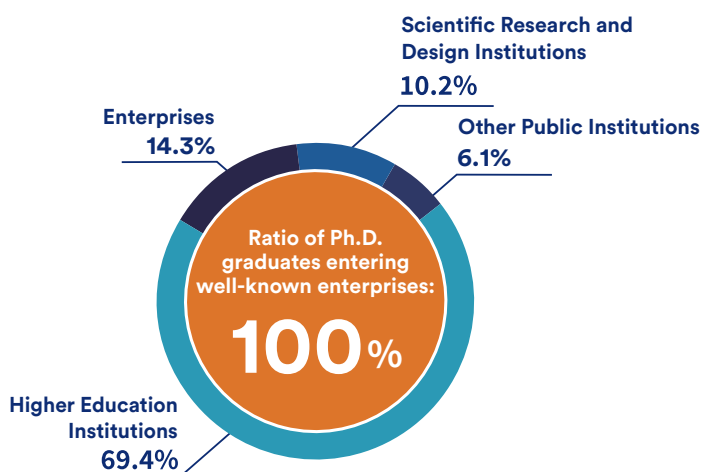 Scientific Research and
Design Institutions
10.2%
Enterprises
14.3%
Other Public Institutions
6.1%
Ratio of Ph.D.
graduates entering
well-known enterprises:
100%
Higher Education
Institutions
69.4%